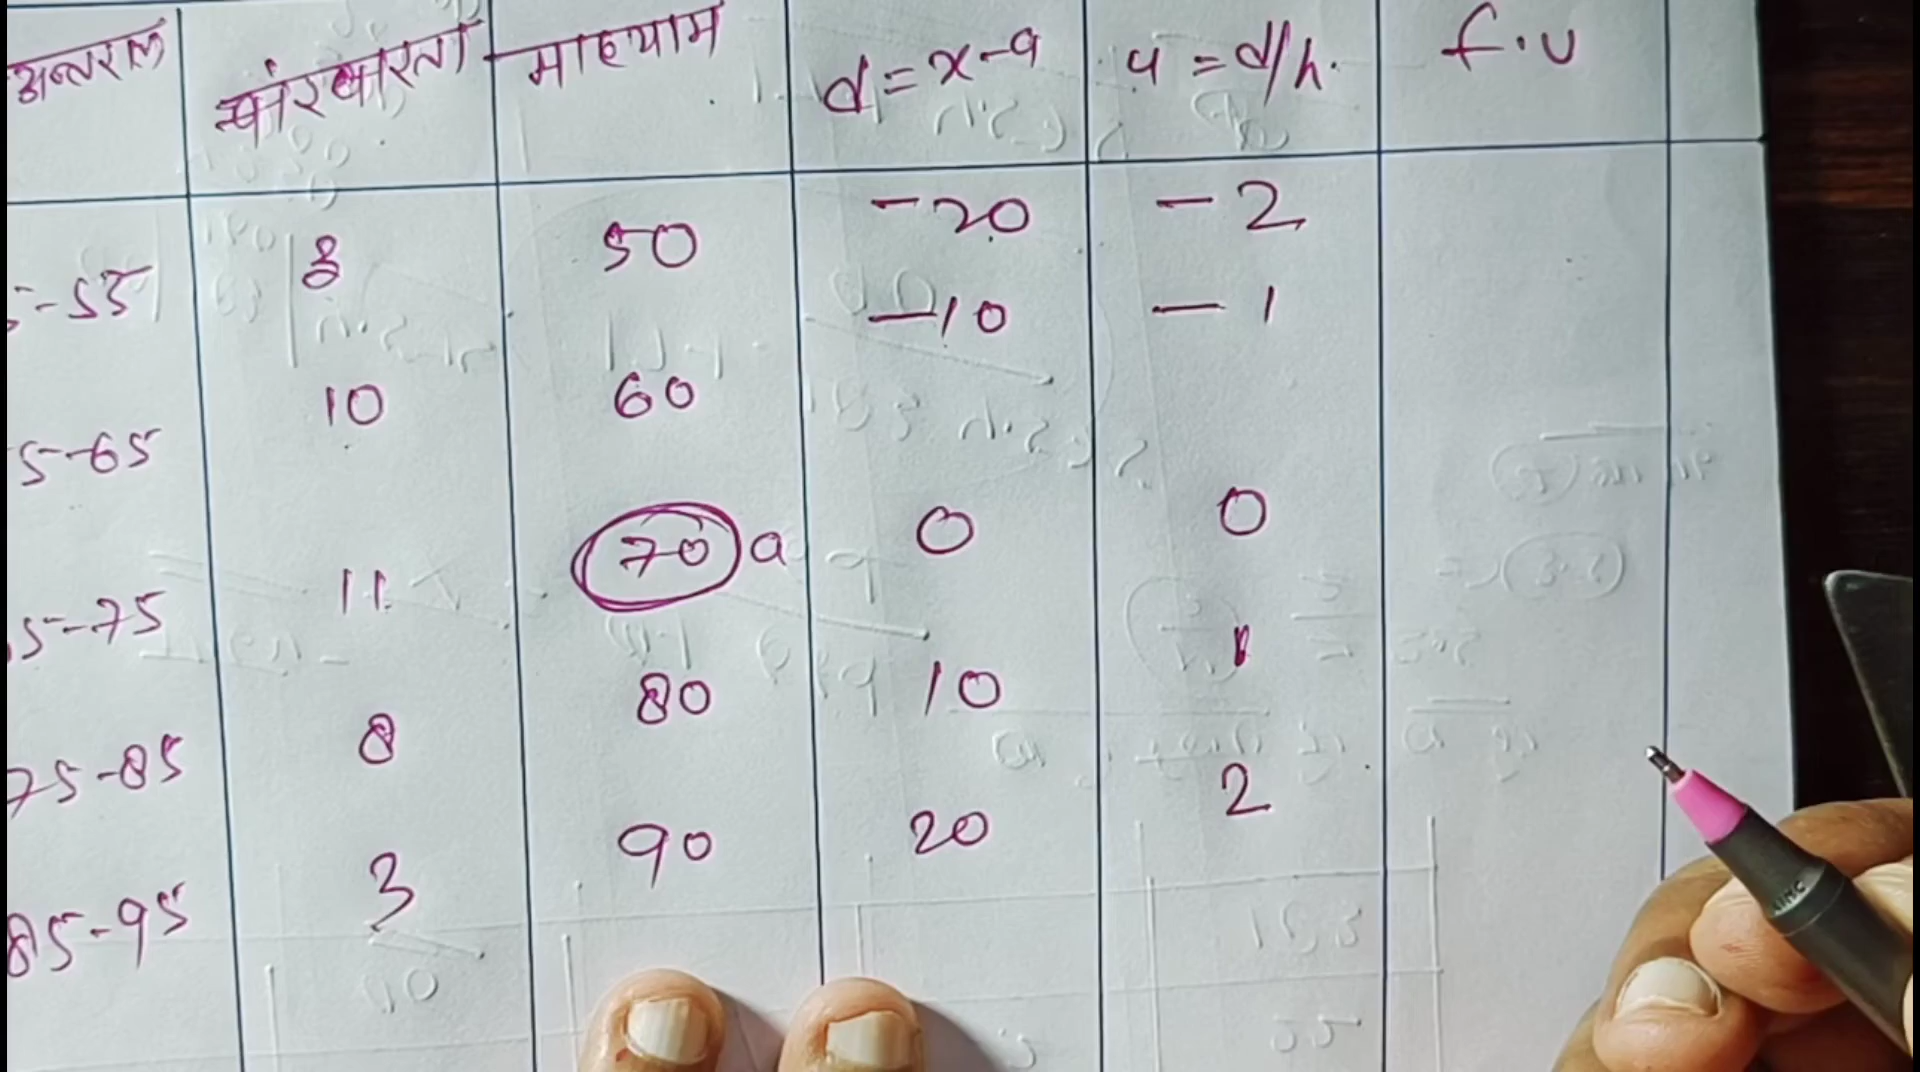 अन्तराल बांरंबारता माध्याम d=x-a u=d/h. f.u
-55 8 50 -20 -2
5-65 10 60 -10 -1
5-75 11 70 a 0 0
75-85 8 80 10 1
85-95 3 90 20 2